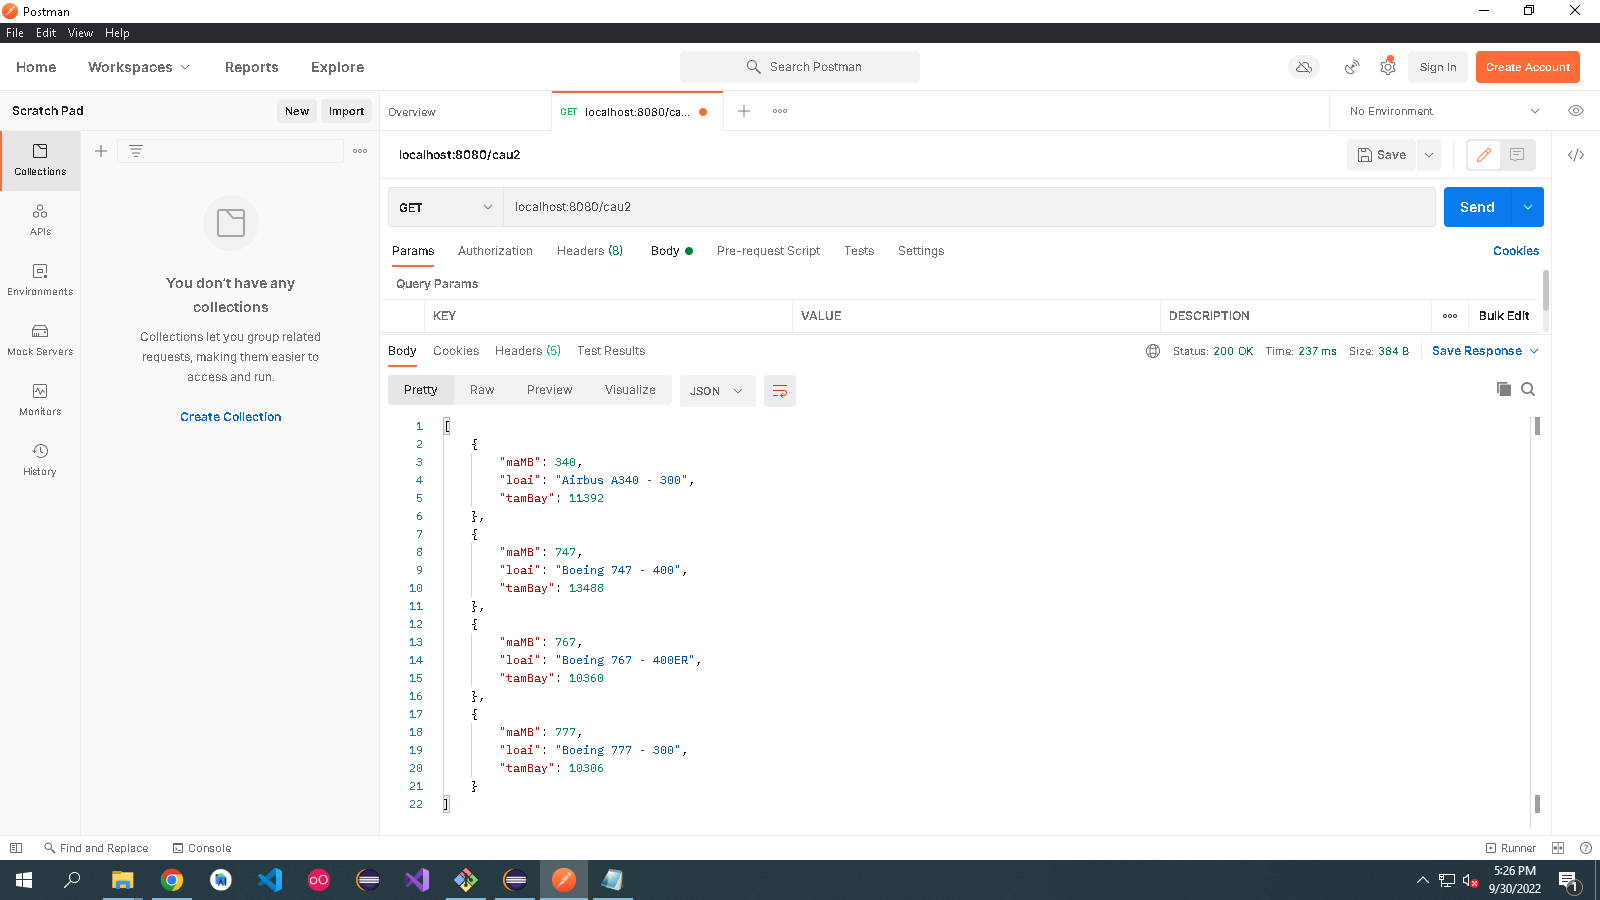 Postman
File Edit View Help
Home Workspaces Reports Explore Search Postman Sign In Create Account
Scratch Pad New Import Overview GET localhost:8080/ca... No Environment
Collections
APIs
Environments
Mock Servers
Monitors
History
You don't have any
collections
Collections let you group related
requests, making them easier to
access and run.
Create Collection
localhost:8080/cau2 Save
GET localhost:8080/cau2 Send
Params Authorization Headers (8) Body Pre-request Script Tests Settings Cookies
Query Params
KEY VALUE DESCRIPTION Bulk Edit
Body Cookies Headers (5) Test Results Status: 200 OK Time: 237 ms Size: 384 B Save Response
Pretty Raw Preview Visualize JSON
1 [
2 {
3 "maMB": 340,
4 "loai": "Airbus A340 - 300",
5 "tamBay": 11392
6 },
7 {
8 "maMB": 747,
9 "loai": "Boeing 747 - 400",
10 "tamBay": 13488
11 },
12 {
13 "maMB": 767,
14 "loai": "Boeing 767 - 400ER",
15 "tamBay": 10360
16 },
17 {
18 "maMB": 777,
19 "loai": "Boeing 777 - 300",
20 "tamBay": 10306
21 }
22 ]
Find and Replace Console Runner
5:26 PM
9/30/2022
1